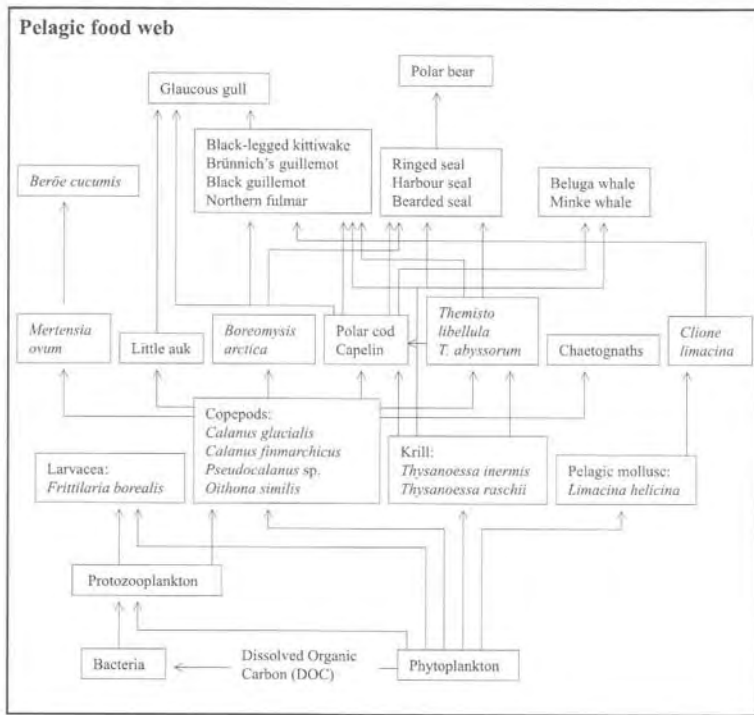 Pelagic food web
Polar bear
Glaucous gull
Black-legged kittiwake
Brünnich's guillemot
Black guillemot
Northern fulmar
Ringed seal
Harbour seal
Bearded seal
Beluga whale
Minke whale
Beröe cucumis
Mertensia
ovum
Little auk
Boreomysis
arctica
Polar cod
Capelin
Themisto
libellula
T. abyssorum
Chaetognaths
Clione
limacina
Larvacea:
Frittilaria borealis
Copepods:
Calanus glacialis
Calanus finmarchicus
Pseudocalanus sp.
Oithona similis
Krill:
Thysanoessa inermis
Thysanoessa raschii
Pelagic mollusc:
Limacina helicina
Protozooplankton
Bacteria
Dissolved Organic
Carbon (DOC)
Phytoplankton